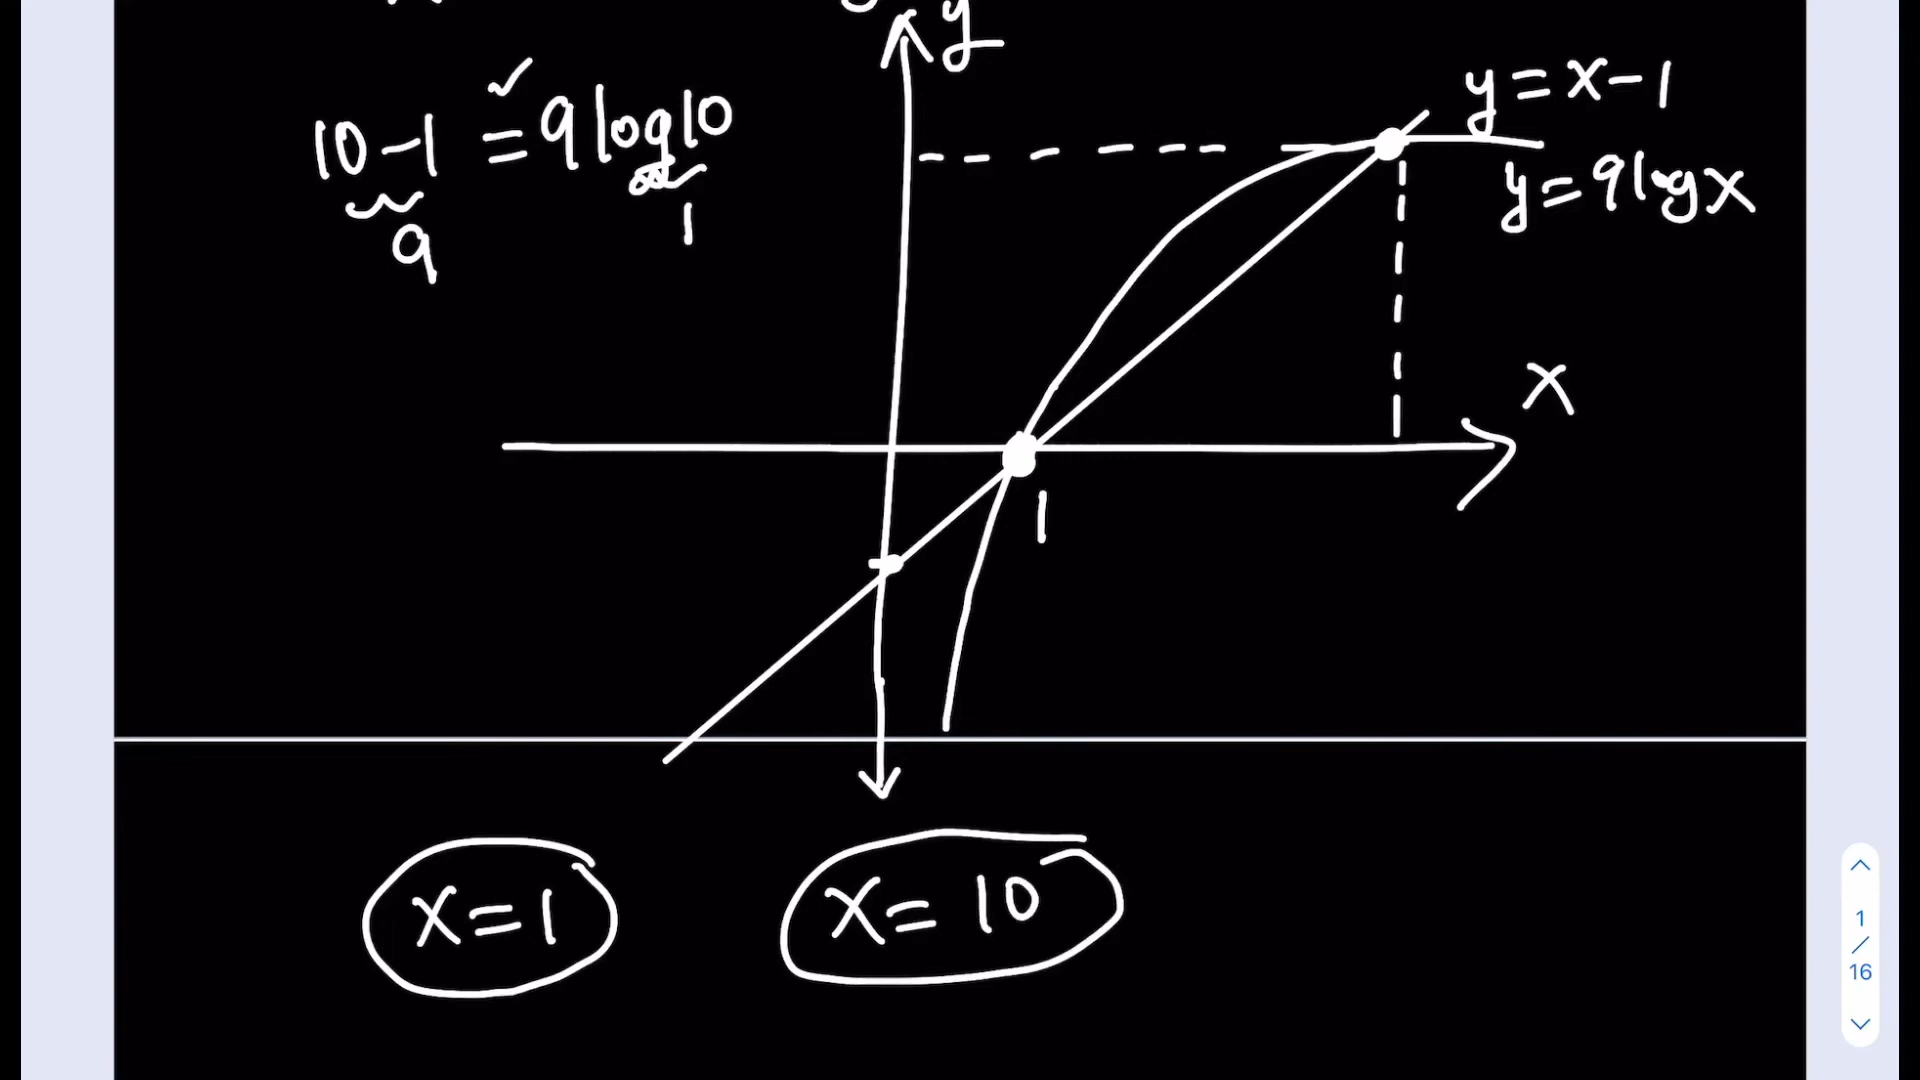 y
y = x - 1
10 - 1 = 9 log 10
y = 9 log x
9
1
x
1
x = 1
x = 10
1
/
16